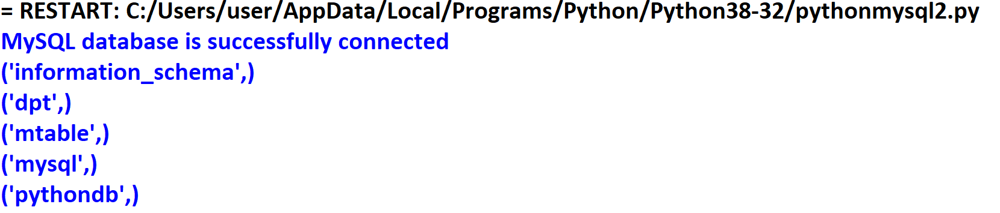 = RESTART: C:/Users/user/AppData/Local/Programs/Python/Python38-32/pythonmysql2.py
MySQL database is successfully connected
('information_schema',)
('dpt',)
('mtable',)
('mysql',)
('pythondb',)